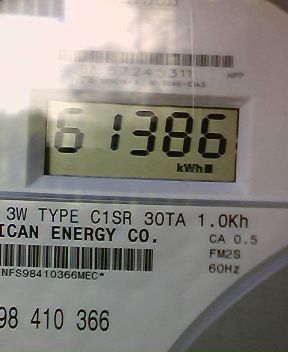 57245311
61386
kWh
3W TYPE C1SR 30TA 1.0Kh
ICAN ENERGY CO.
CA 0.5
FM2S
60Hz
NFS98410366MEC*
98 410 366